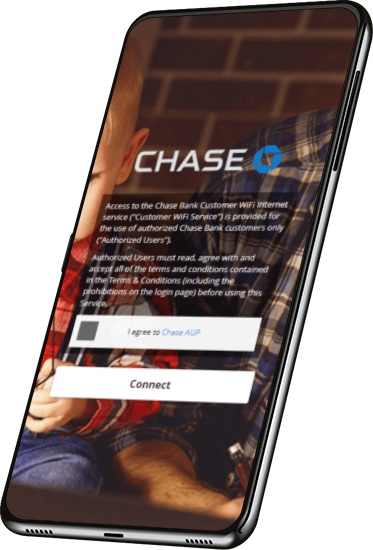 CHASE
Access to the Chase Bank Customer WiFi Internet
service ("Customer WiFi Service") is provided for
the use of authorized Chase Bank customers only
("Authorized Users").
Authorized Users must read, agree with and
accept all of the terms and conditions contained
in the Terms & Conditions (including the
prohibitions on the login page) before using this
Service.
I agree to Chase AUP
Connect